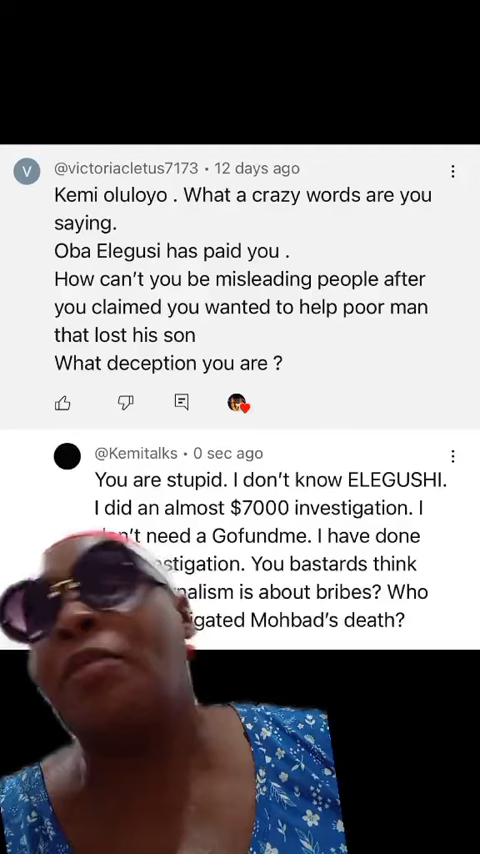 V
@victoriacletus7173 • 12 days ago
Kemi oluloyo . What a crazy words are you
saying.
Oba Elegusi has paid you .
How can't you be misleading people after
you claimed you wanted to help poor man
that lost his son
What deception you are ?
@Kemitalks • 0 sec ago
You are stupid. I don't know ELEGUSHI.
I did an almost $7000 investigation. I
need a Gofundme. I have done
You bastards think
is about bribes? Who
Mohbad's death?